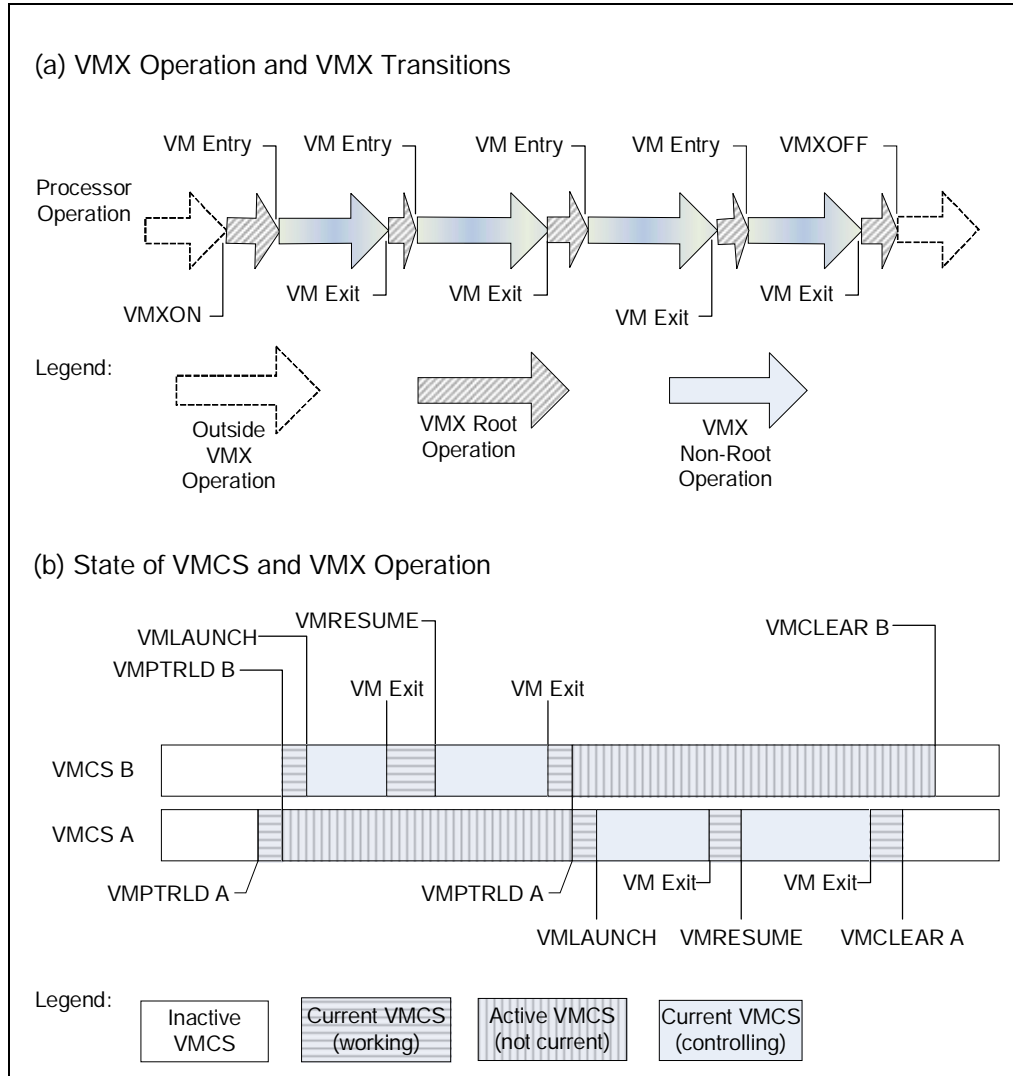 (a) VMX Operation and VMX Transitions
VM Entry
VM Entry
VM Entry
VM Entry
VMXOFF
Processor
Operation
VM Exit
VM Exit
VM Exit
VM Exit
VMXON
Legend:
Outside
VMX
Operation
VMX Root
Operation
VMX
Non-Root
Operation
(b) State of VMCS and VMX Operation
VMRESUME
VMLAUNCH
VMCLEAR B
VMPTRLD B
VM Exit
VM Exit
VMCS B
VMCS A
VMPTRLD A
VMPTRLD A
VM Exit
VM Exit
VMLAUNCH
VMRESUME
VMCLEAR A
Legend:
Inactive
VMCS
Current VMCS
(working)
Active VMCS
(not current)
Current VMCS
(controlling)